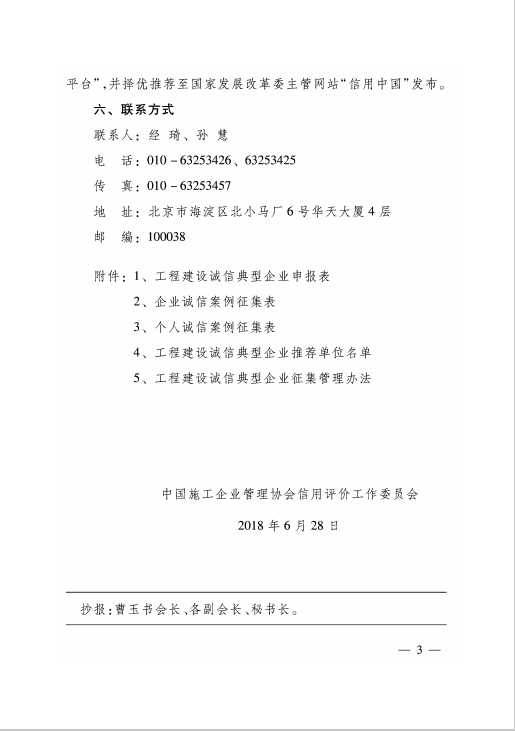 平台”,并择优推荐至国家发展改革委主管网站“信用中国”发布。
六、联系方式
联系人：经 琦、孙 慧
电 话：010－63253426、63253425
传 真：010－63253457
地 址：北京市海淀区北小马厂 6 号华天大厦 4 层
邮 编：100038
附件：1、工程建设诚信典型企业申报表
2、企业诚信案例征集表
3、个人诚信案例征集表
4、工程建设诚信典型企业推荐单位名单
5、工程建设诚信典型企业征集管理办法
中国施工企业管理协会信用评价工作委员会
2018 年 6 月 28 日
抄报：曹玉书会长、各副会长、秘书长。
— 3 —